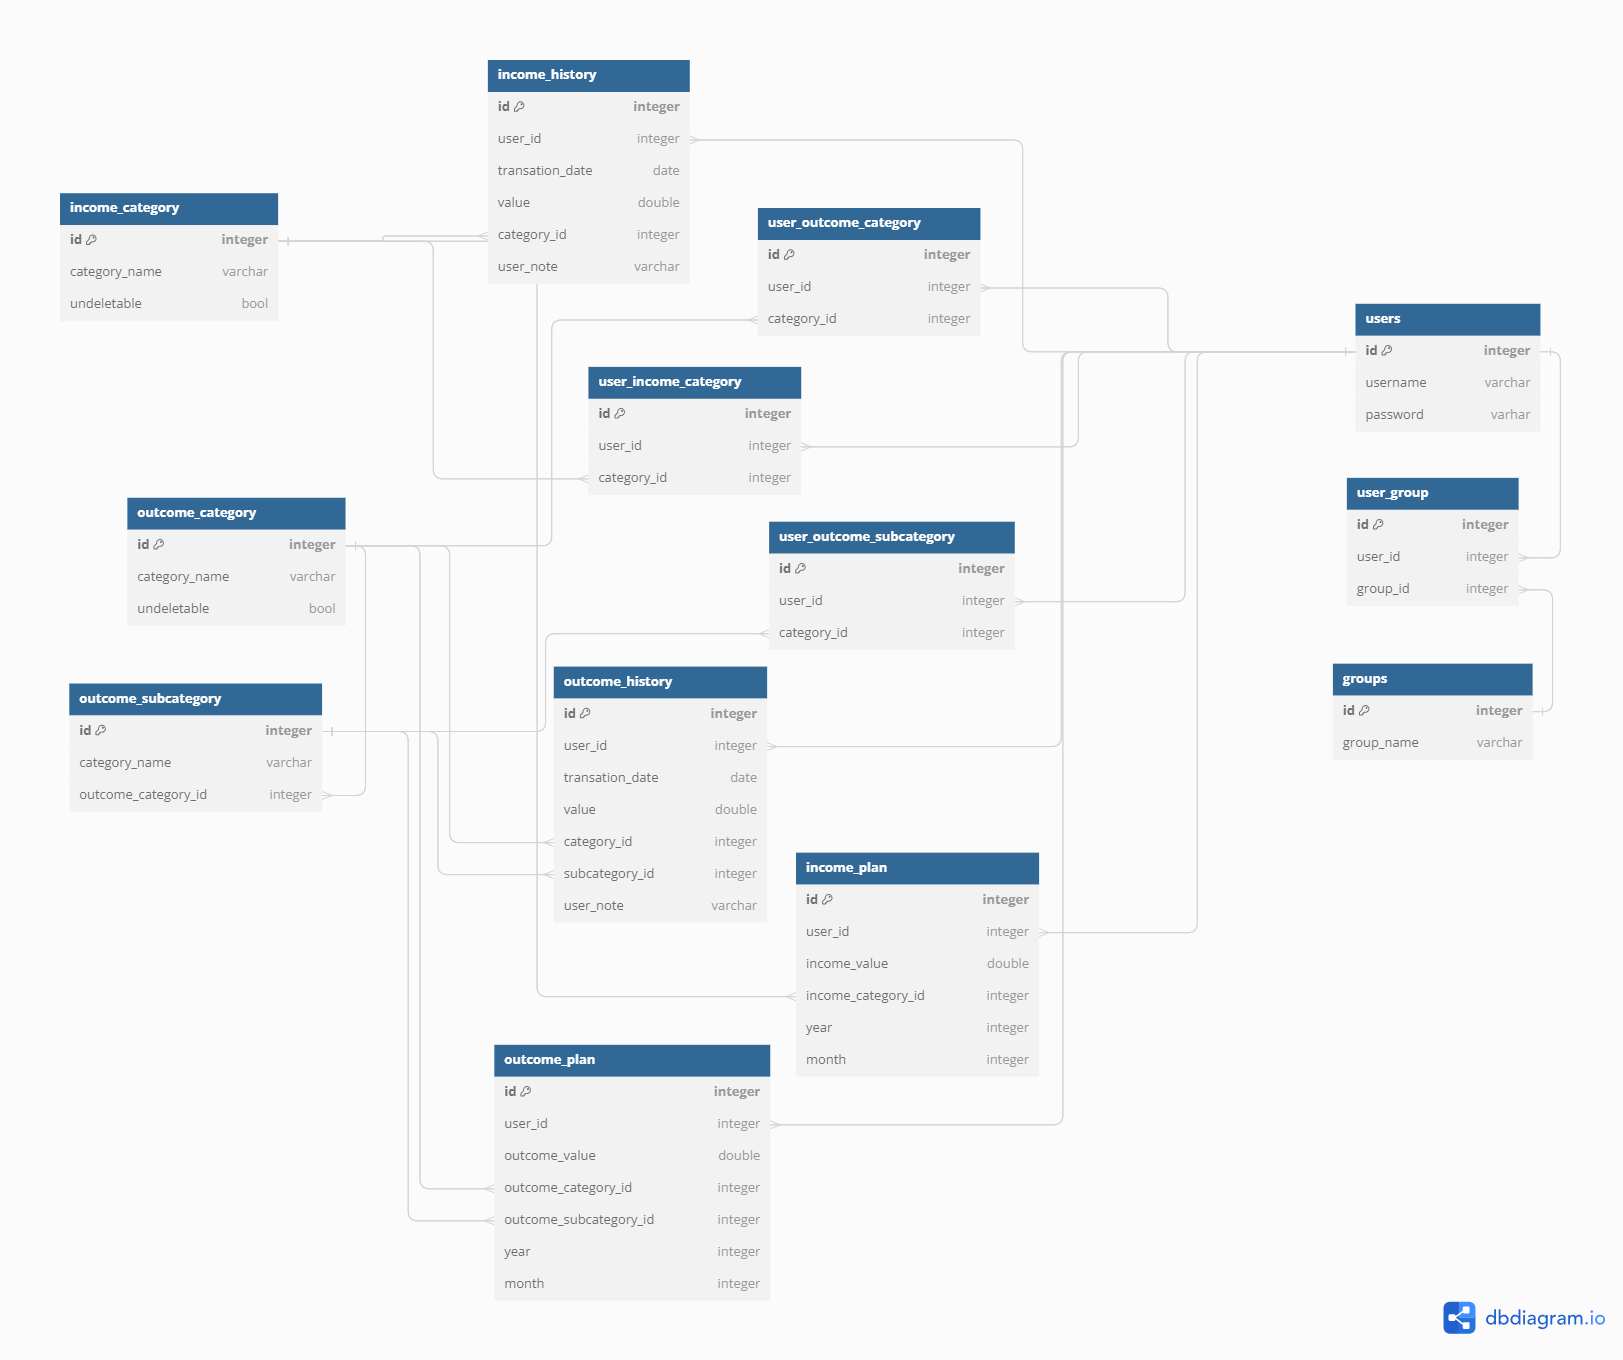 income_history
id integer
user_id integer
transation_date date
value double
category_id integer
user_note varchar
income_category
id integer
category_name varchar
undeletable bool
user_outcome_category
id integer
user_id integer
category_id integer
users
id integer
username varchar
password varhar
user_income_category
id integer
user_id integer
category_id integer
user_group
id integer
user_id integer
group_id integer
outcome_category
id integer
category_name varchar
undeletable bool
user_outcome_subcategory
id integer
user_id integer
category_id integer
groups
id integer
group_name varchar
outcome_subcategory
id integer
category_name varchar
outcome_category_id integer
outcome_history
id integer
user_id integer
transation_date date
value double
category_id integer
subcategory_id integer
user_note varchar
income_plan
id integer
user_id integer
income_value double
income_category_id integer
year integer
month integer
outcome_plan
id integer
user_id integer
outcome_value double
outcome_category_id integer
outcome_subcategory_id integer
year integer
month integer
dbdiagram.io